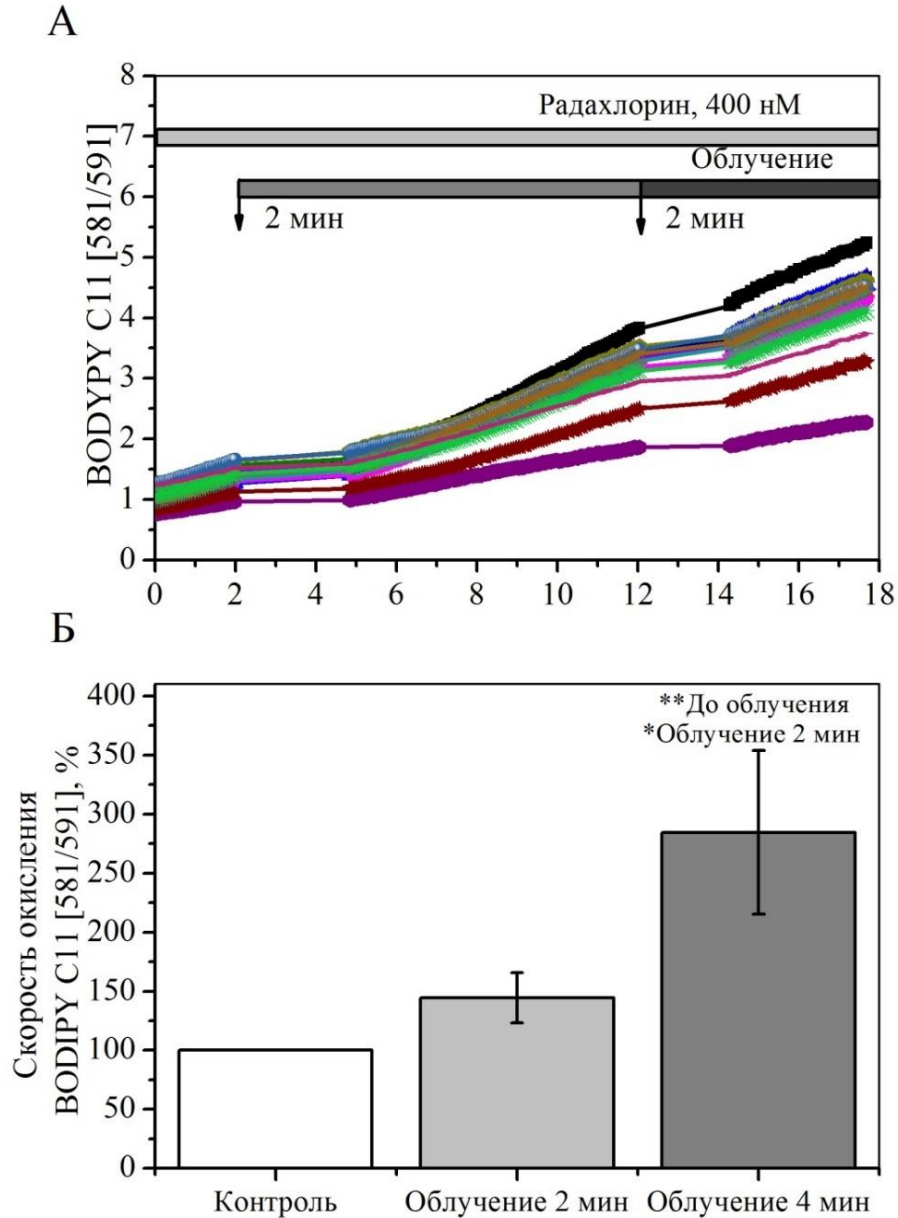 А
BODYPY C11 [581/591]
8
7
6
5
4
3
2
1
0
Радахлорин, 400 нМ
Облучение
2 мин
2 мин
0 2 4 6 8 10 12 14 16 18
Б
Скорость окисления
BODIPY C11 [581/591], %
400
350
300
250
200
150
100
50
0
**До облучения
*Облучение 2 мин
Контроль Облучение 2 мин Облучение 4 мин